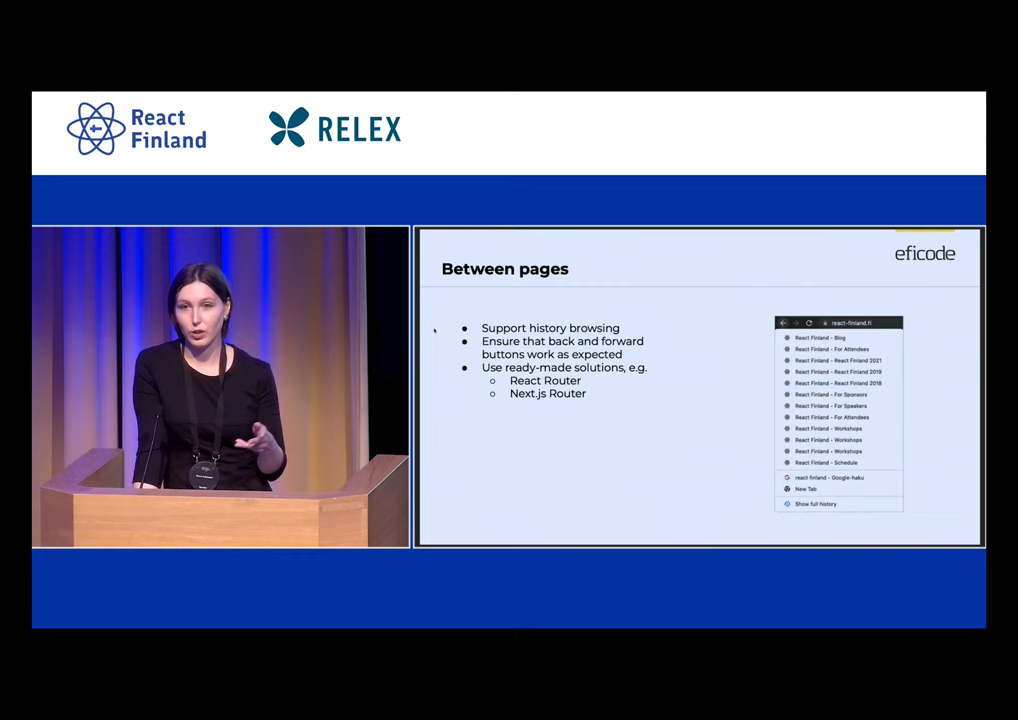 React
Finland
RELEX
eficode
Between pages
● Support history browsing
● Ensure that back and forward
buttons work as expected
● Use ready-made solutions, e.g.
○ React Router
○ Next.js Router
react-finland.fi
React Finland - Blog
React Finland - For Attendees
React Finland - React Finland 2021
React Finland - React Finland 2019
React Finland - React Finland 2018
React Finland - For Sponsors
React Finland - For Speakers
React Finland - For Attendees
React Finland - Workshops
React Finland - Workshops
React Finland - Workshops
React Finland - Schedule
react finland - Google-haku
New Tab
Show full history